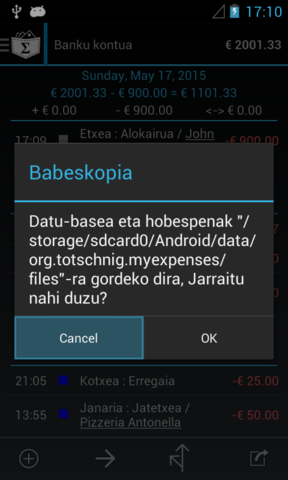 17:10
Banku kontua € 2001.33
Sunday, May 17, 2015
€ 2001.33 - € 900.00 = € 1101.33
+ € 0.00 - € 900.00 <-> € 0.00
17:09 Etxea : Alokairua / John -€ 900.00
Babeskopia
Datu-basea eta hobespenak "/
storage/sdcard0/Android/data/
org.totschnig.myexpenses/
files"-ra gordeko dira, Jarraitu
nahi duzu?
Cancel OK
21:05 Kotxea : Erregaia -€ 25.00
13:55 Janaria : Jatetxea / -€ 50.00
Pizzeria Antonella